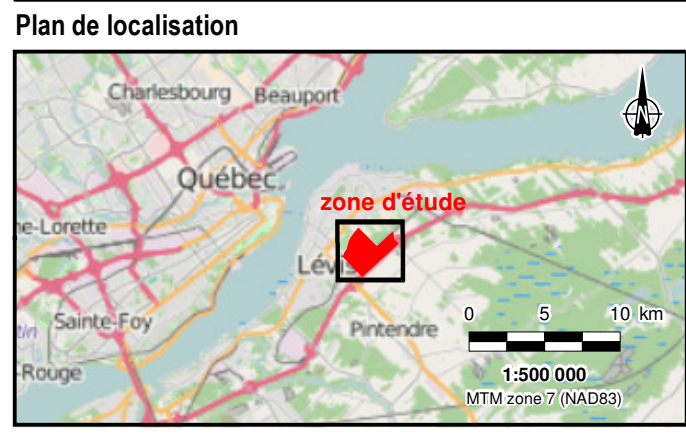 Plan de localisation
Charlesbourg
Beauport
N
Québec
zone d'étude
ne-Lorette
Lévis
Sainte-Foy
Pintendre
Rouge
0 5 10 km
1:500 000
MTM zone 7 (NAD83)